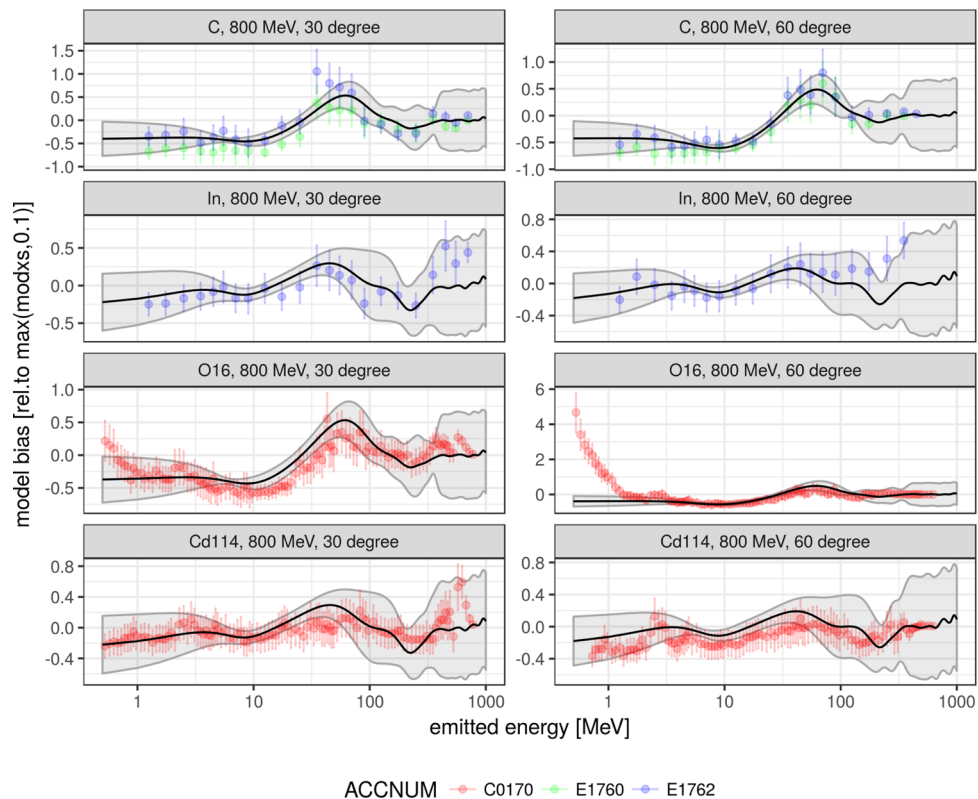 C, 800 MeV, 30 degree
C, 800 MeV, 60 degree
1.5
1.0
0.5
0.0
-0.5
-1.0
1.0
0.5
0.0
-0.5
-1.0
In, 800 MeV, 30 degree
In, 800 MeV, 60 degree
0.5
0.0
-0.5
0.8
0.4
0.0
-0.4
model bias [rel.to max(modxs,0.1)]
O16, 800 MeV, 30 degree
O16, 800 MeV, 60 degree
1.0
0.5
0.0
-0.5
6
4
2
0
Cd114, 800 MeV, 30 degree
Cd114, 800 MeV, 60 degree
0.8
0.4
0.0
-0.4
0.8
0.4
0.0
-0.4
1 10 100 1000
1 10 100 1000
emitted energy [MeV]
ACCNUM C0170 E1760 E1762